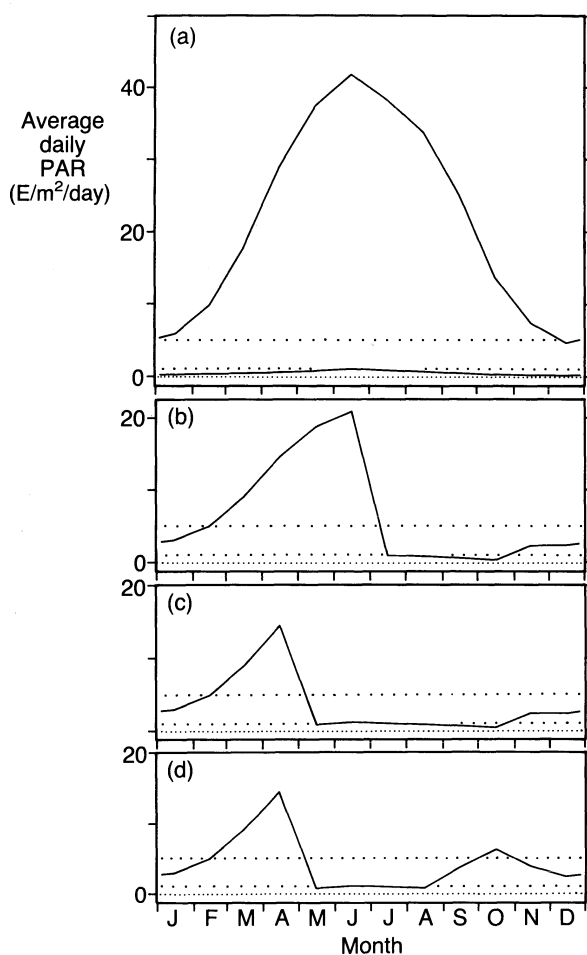 (a)
40
Average
daily
PAR
(E/m²/day)
20
0
(b)
20
0
(c)
20
(d)
20
0
J F M A M J J A S O N D
Month